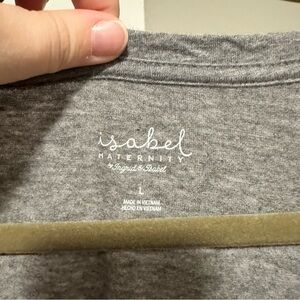 isabel
MATERNITY
by Ingrid & Isabel
L
MADE IN VIETNAM
HECHO EN VIETNAM